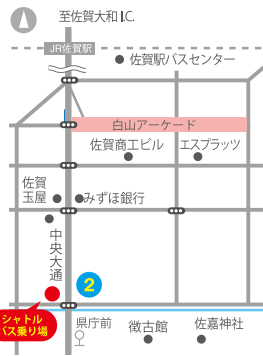 至佐賀大和 I.C.
JR佐賀駅
佐賀駅バスセンター
白山アーケード
佐賀商工ビル
エスプラッツ
佐賀
玉屋
みずほ銀行
中央大通
2
シャトル
バス乗り場
県庁前
徴古館
佐嘉神社